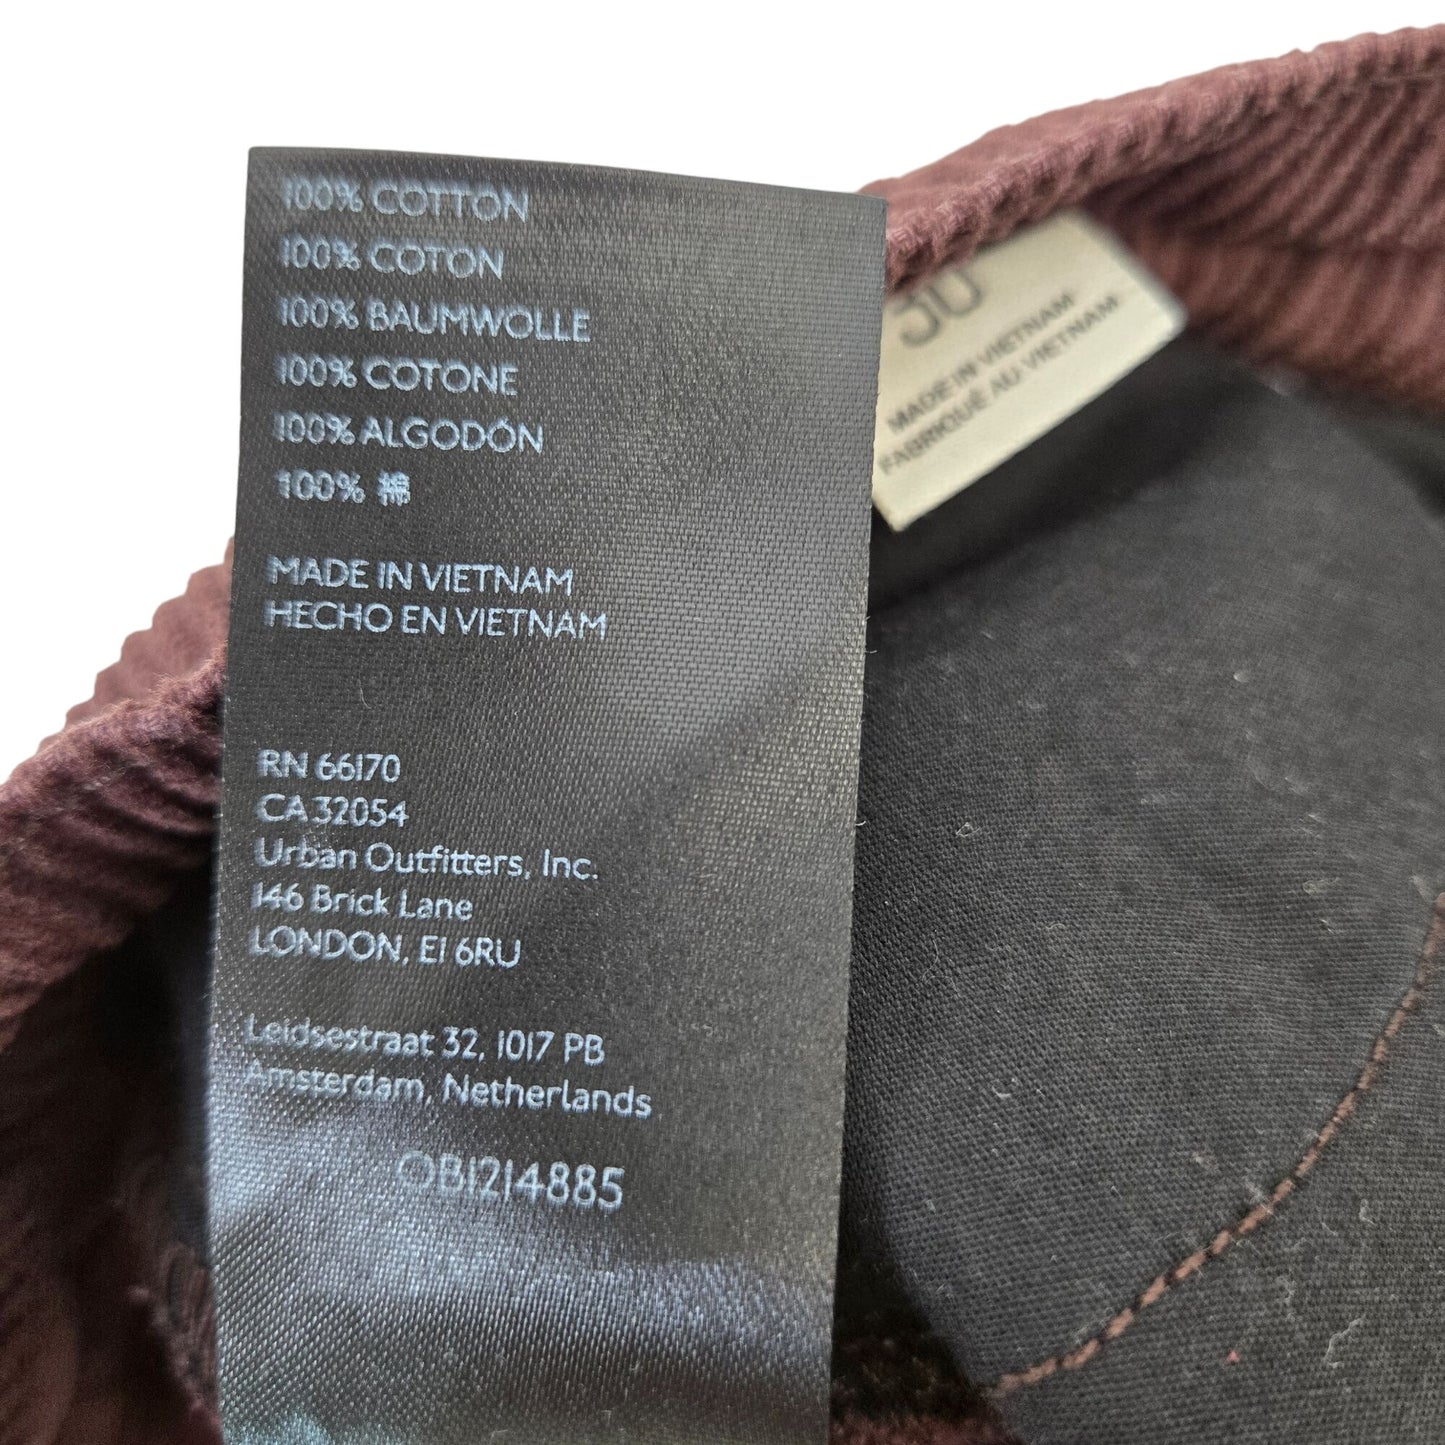 100% COTTON
100% COTON
100% BAUMWOLLE
100% COTONE
100% ALGODÓN
100% 棉
MADE IN VIETNAM
HECHO EN VIETNAM
RN 66170
CA 32054
Urban Outfitters, Inc.
146 Brick Lane
LONDON, E1 6RU
Leidsestraat 32, 1017 PB
Amsterdam, Netherlands
OB1214885
30
MADE IN VIETNAM
FABRIQUÉ AU VIETNAM